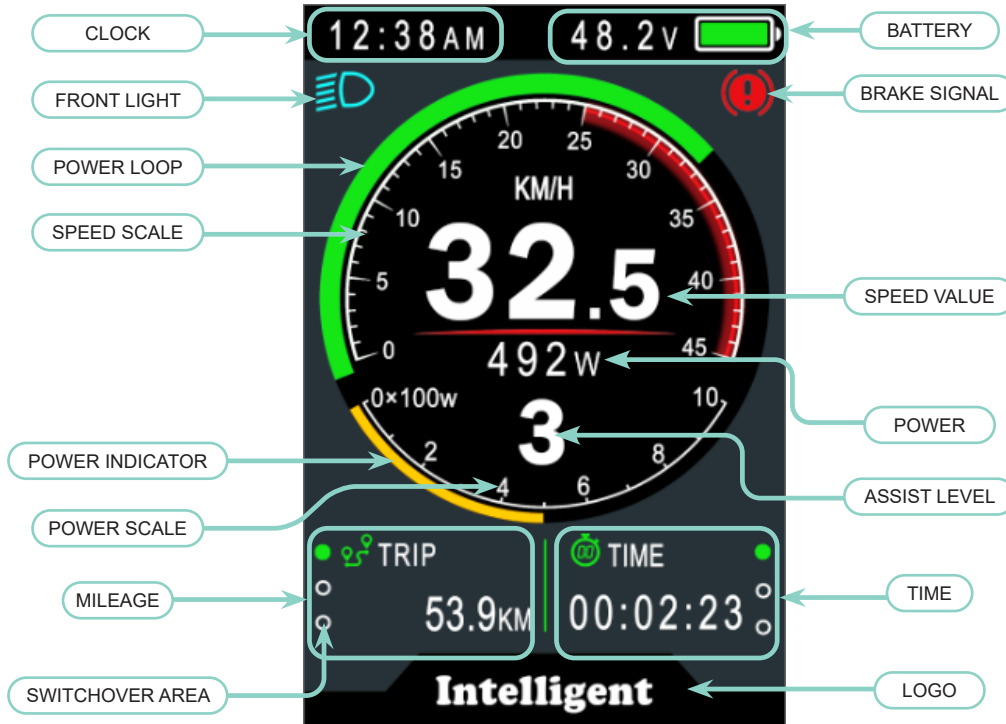 CLOCK
12:38AM
48.2V
BATTERY
FRONT LIGHT
BRAKE SIGNAL
POWER LOOP
SPEED SCALE
0
5
10
15
20
25
30
35
40
45
KM/H
32.5
SPEED VALUE
492W
POWER
0×100w
2
4
6
8
10
3
POWER INDICATOR
POWER SCALE
ASSIST LEVEL
MILEAGE
TRIP
53.9KM
TIME
00:02:23
TIME
SWITCHOVER AREA
Intelligent
LOGO